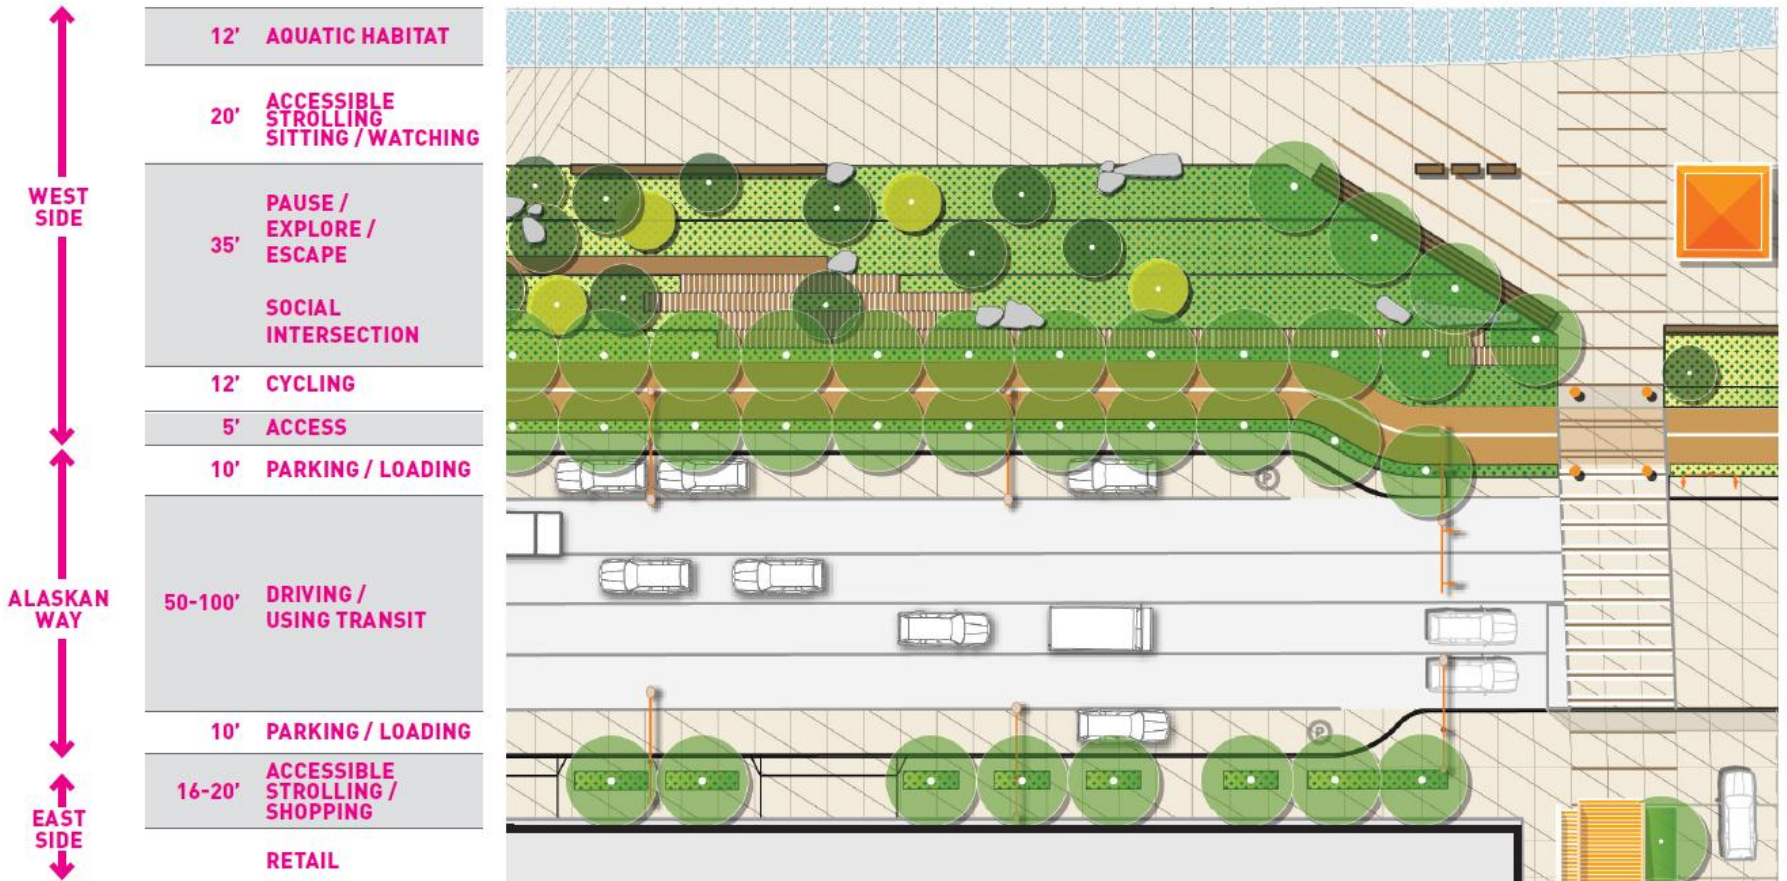 WEST
SIDE
ALASKAN
WAY
EAST
SIDE
12' AQUATIC HABITAT
20' ACCESSIBLE
STROLLING
SITTING / WATCHING
35' PAUSE /
EXPLORE /
ESCAPE
SOCIAL
INTERSECTION
12' CYCLING
5' ACCESS
10' PARKING / LOADING
50-100' DRIVING /
USING TRANSIT
10' PARKING / LOADING
16-20' ACCESSIBLE
STROLLING /
SHOPPING
RETAIL
P
P